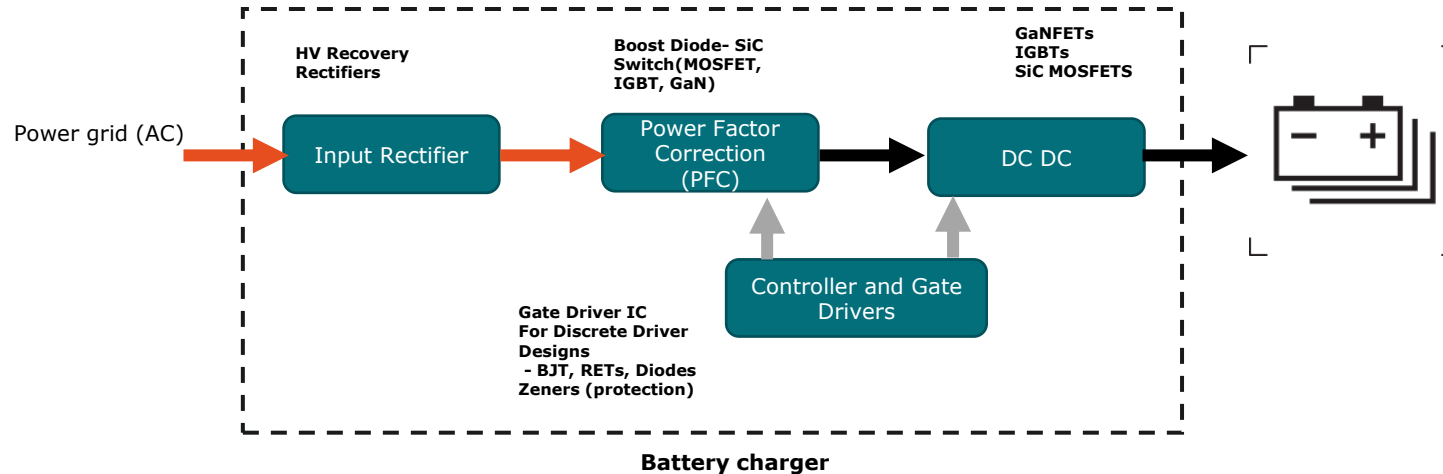 HV Recovery
Rectifiers
Boost Diode- SiC
Switch(MOSFET,
IGBT, GaN)
GaNFETs
IGBTs
SiC MOSFETS
Power grid (AC)
Input Rectifier
Power Factor
Correction
(PFC)
DC DC
Controller and Gate
Drivers
Gate Driver IC
For Discrete Driver
Designs
- BJT, RETs, Diodes
Zeners (protection)
Battery charger